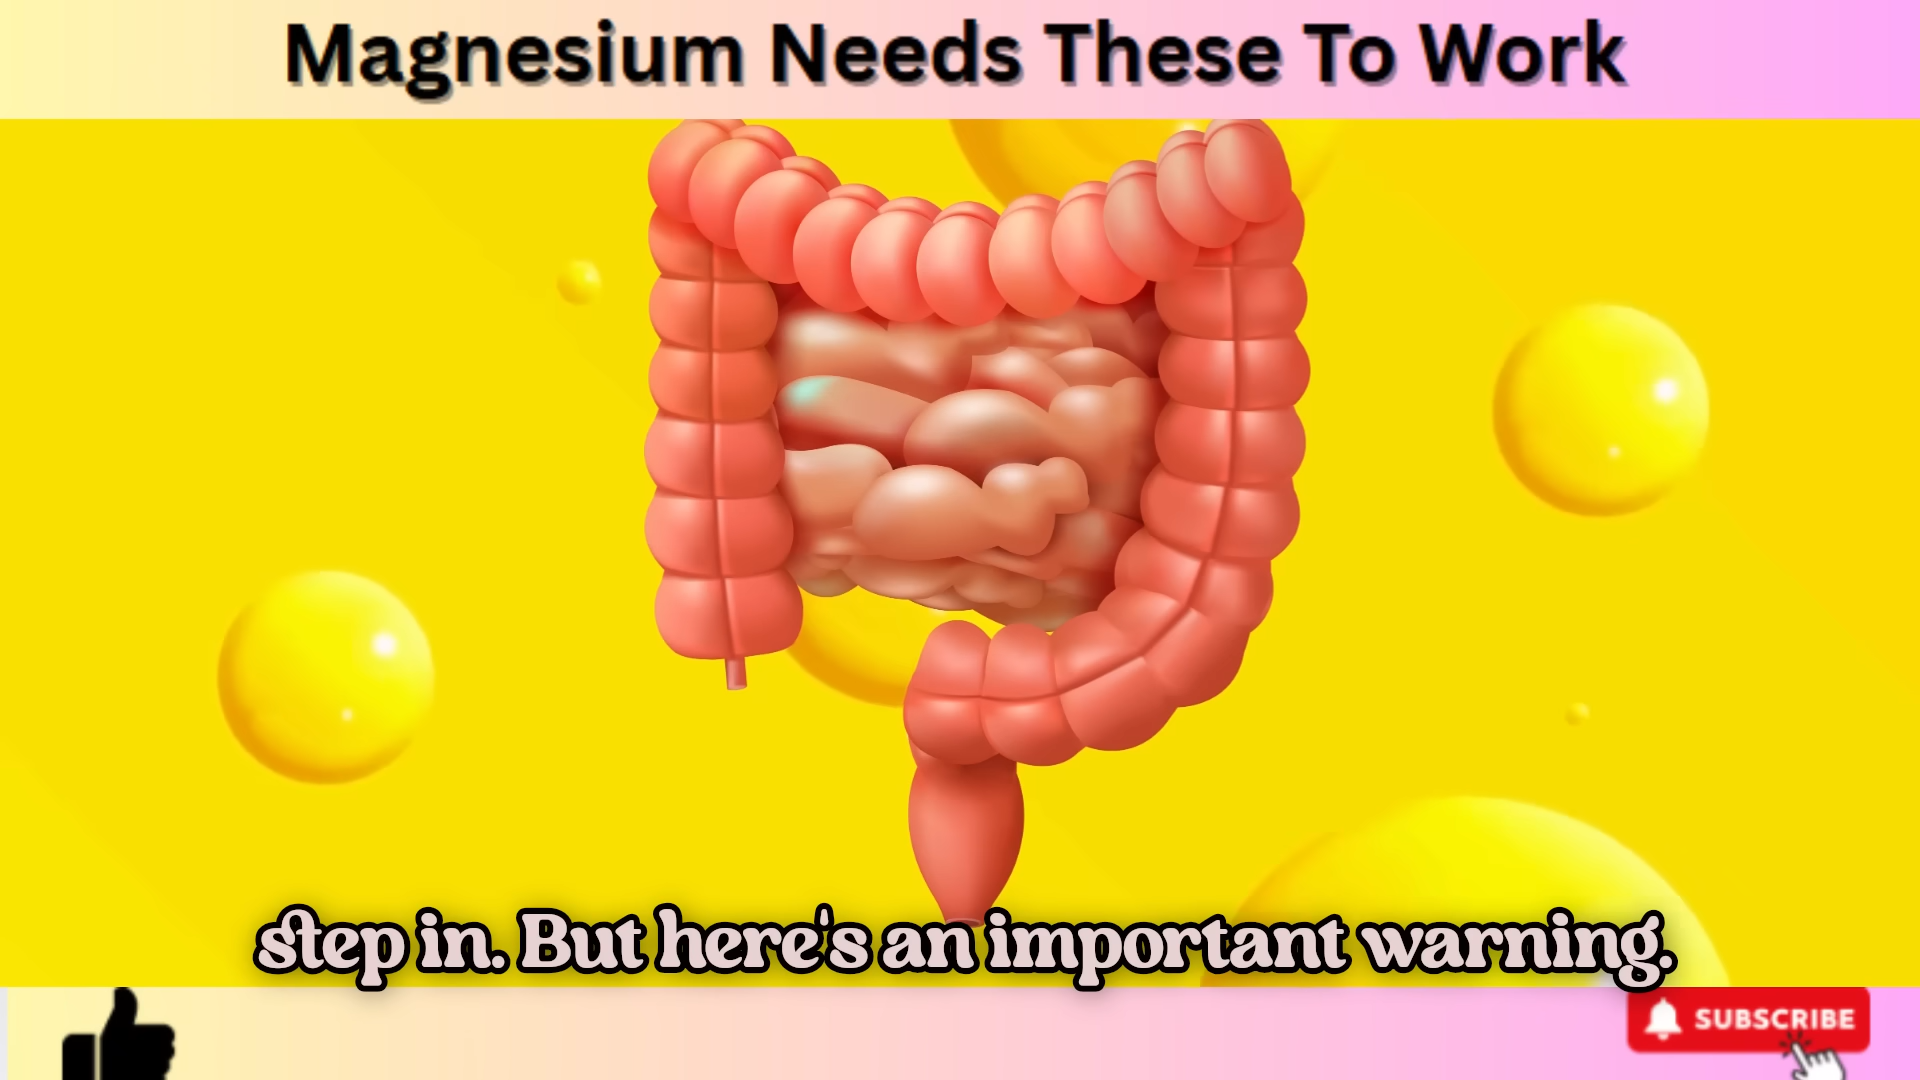 Magnesium Needs These To Work
step in. But here's an important warning.
SUBSCRIBE